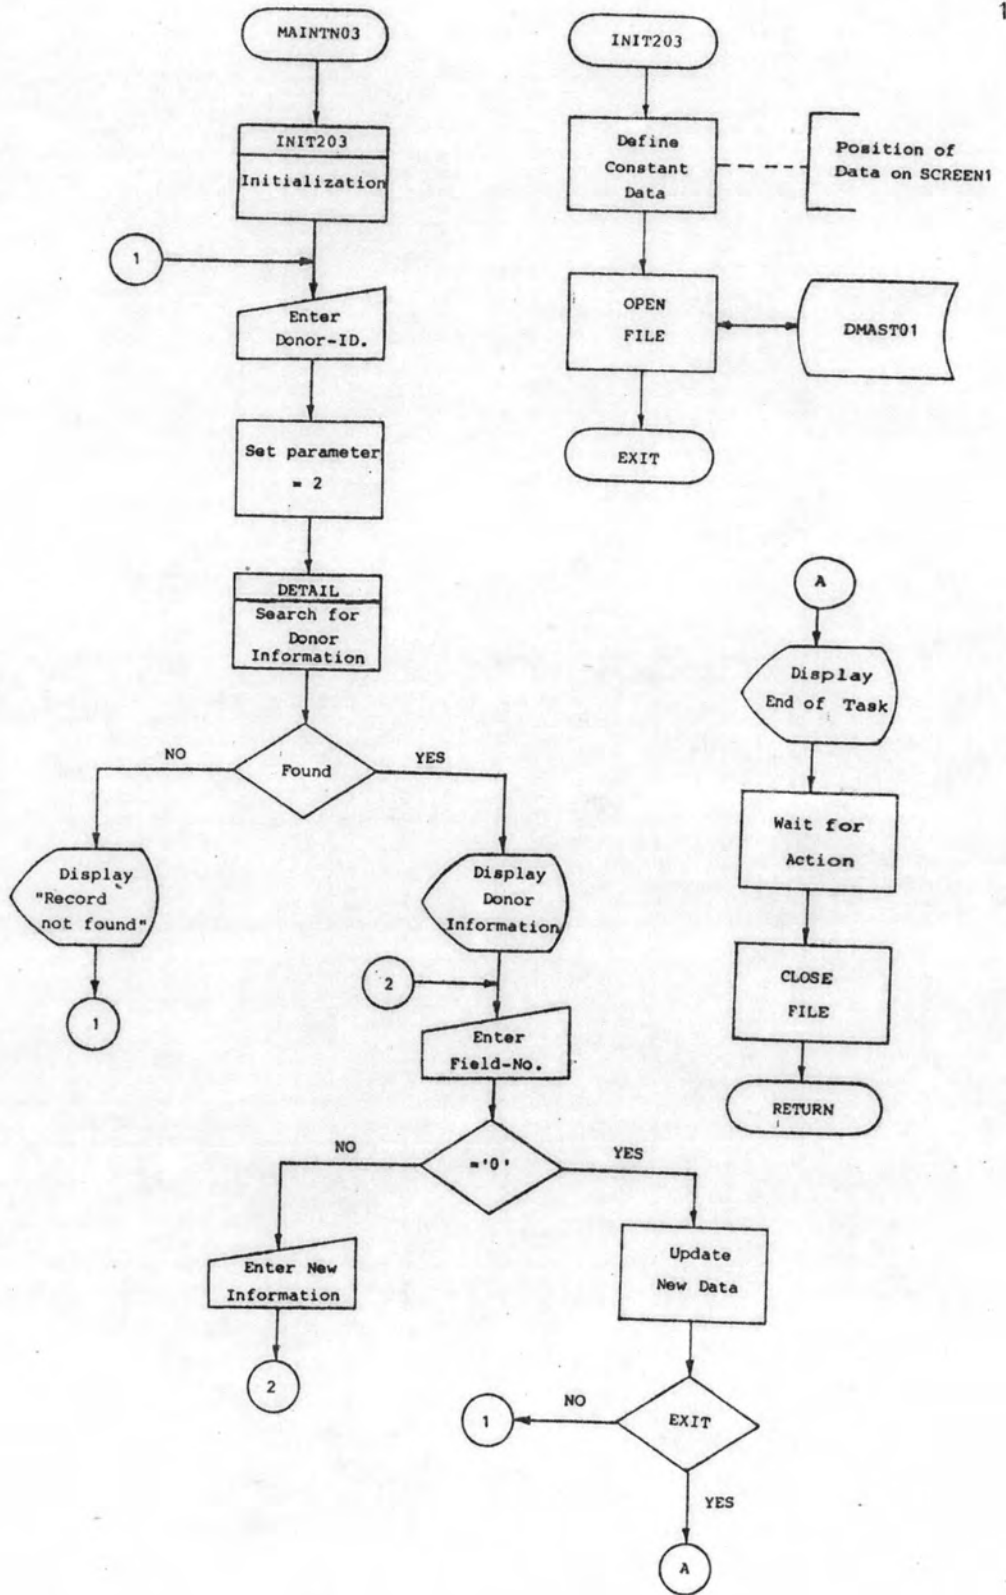 1
MAINTN03
INIT203
Initialization
1
Enter
Donor-ID.
Set parameter
= 2
DETAIL
Search for
Donor
Information
Found
NO
YES
Display
"Record
not found"
1
Display
Donor
Information
2
Enter
Field-No.
='0'
NO
YES
Enter New
Information
2
Update
New Data
EXIT
NO
1
YES
A
INIT203
Define
Constant
Data
Position of
Data on SCREEN1
OPEN
FILE
DMAST01
EXIT
A
Display
End of Task
Wait for
Action
CLOSE
FILE
RETURN